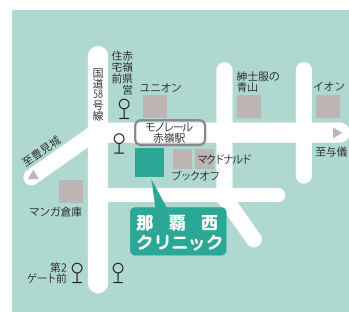 赤嶺県営
住宅前
国道58号線
ユニオン
紳士服の
青山
イオン
モノレール
赤嶺駅
至豊見城
至与儀
マクドナルド
ブックオフ
マンガ倉庫
那覇西
クリニック
第2
ゲート前